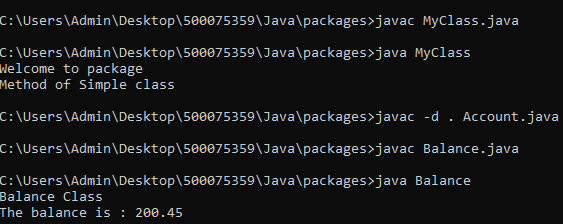 C:\Users\Admin\Desktop\500075359\Java\packages>javac MyClass.java
C:\Users\Admin\Desktop\500075359\Java\packages>java MyClass
Welcome to package
Method of Simple class
C:\Users\Admin\Desktop\500075359\Java\packages>javac -d . Account.java
C:\Users\Admin\Desktop\500075359\Java\packages>javac Balance.java
C:\Users\Admin\Desktop\500075359\Java\packages>java Balance
Balance Class
The balance is : 200.45